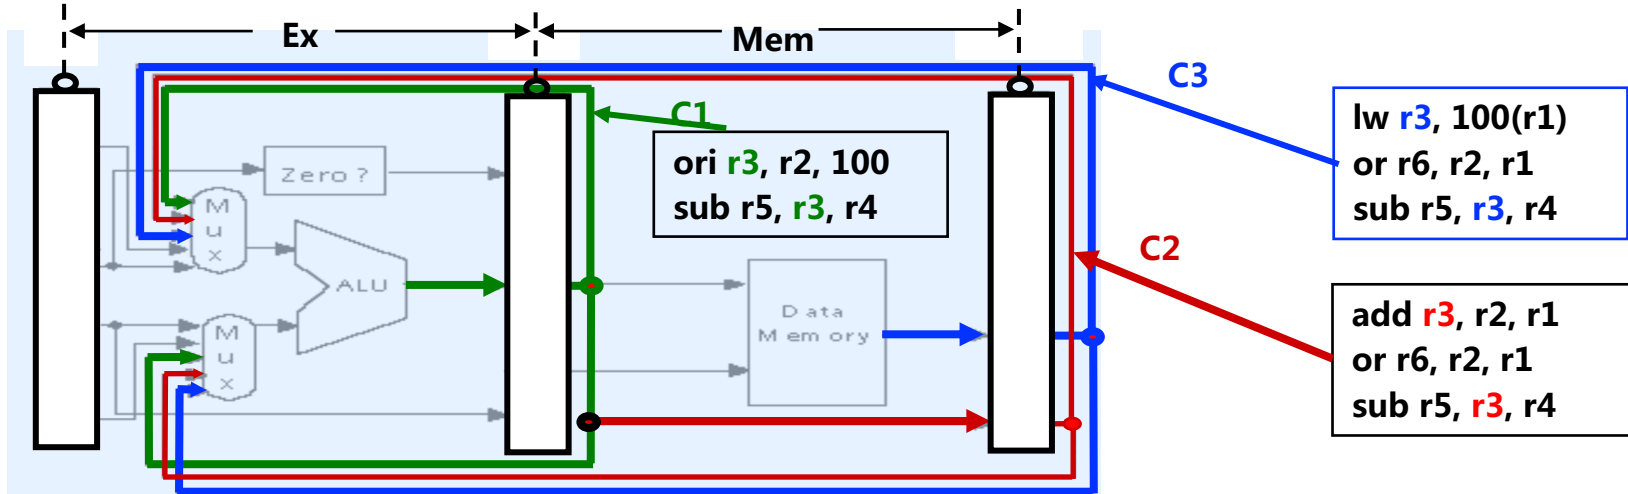 Ex
Mem
C3
C1
lw r3, 100(r1)
or r6, r2, r1
sub r5, r3, r4
ori r3, r2, 100
sub r5, r3, r4
Zero ?
M
u
x
C2
ALU
Data
Memory
add r3, r2, r1
or r6, r2, r1
sub r5, r3, r4
M
u
x